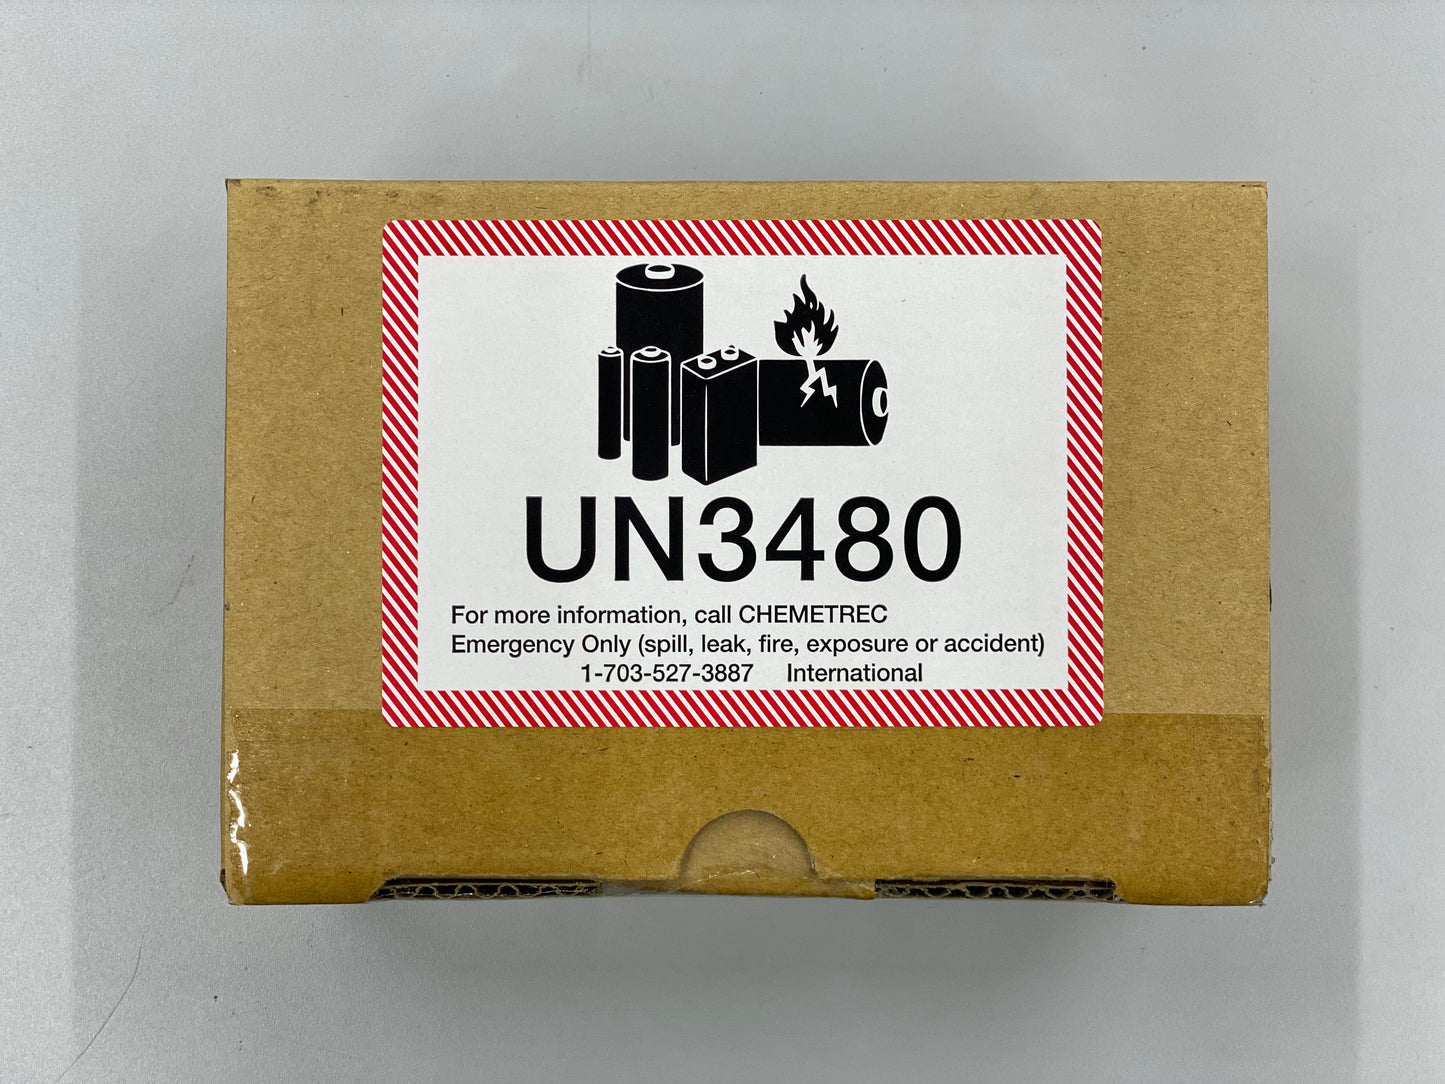 UN3480
For more information, call CHEMETREC
Emergency Only (spill, leak, fire, exposure or accident)
1-703-527-3887 International